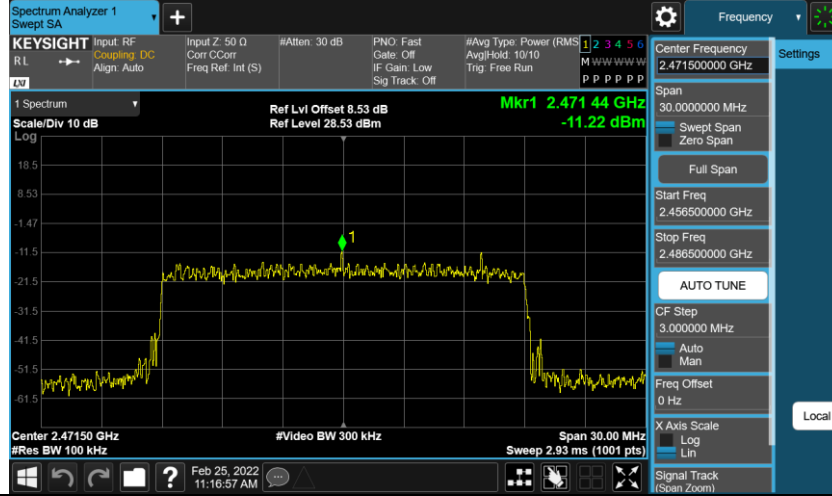 Spectrum Analyzer 1
Swept SA
+
Frequency
KEYSIGHT
RL
LXI
Input: RF
Coupling: DC
Align: Auto
Input Z: 50 Ω
Corr CCorr
Freq Ref: Int (S)
#Atten: 30 dB
PNO: Fast
Gate: Off
IF Gain: Low
Sig Track: Off
#Avg Type: Power (RMS
Avg|Hold: 10/10
Trig: Free Run
1 2 3 4 5 6
M W W W W W
P P P P P P
1 Spectrum
Scale/Div 10 dB
Log
Ref Lvl Offset 8.53 dB
Ref Level 28.53 dBm
Mkr1 2.471 44 GHz
-11.22 dBm
18.5
8.53
-1.47
-11.5
-21.5
-31.5
-41.5
-51.5
-61.5
1
Center 2.47150 GHz
#Res BW 100 kHz
#Video BW 300 kHz
Span 30.00 MHz
Sweep 2.93 ms (1001 pts)
Feb 25, 2022
11:16:57 AM
Center Frequency
2.471500000 GHz
Span
30.0000000 MHz
Swept Span
Zero Span
Full Span
Start Freq
2.456500000 GHz
Stop Freq
2.486500000 GHz
AUTO TUNE
CF Step
3.000000 MHz
Auto
Man
Freq Offset
0 Hz
X Axis Scale
Log
Lin
Signal Track
(Span Zoom)
Settings
Local